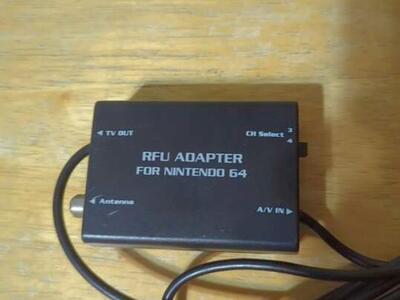 ◄ TV OUT
CH Select 3
4
RFU ADAPTER
FOR NINTENDO 64
◄ Antenna
A/V IN ►